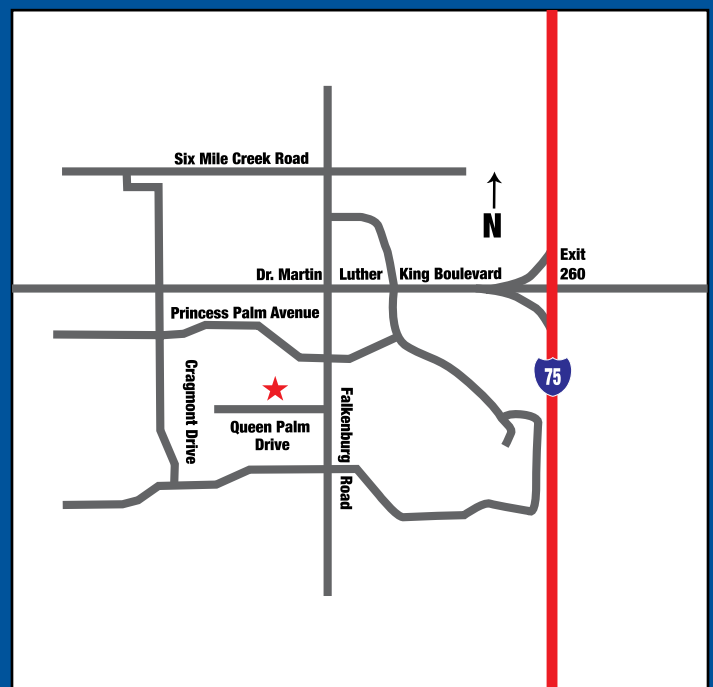 Six Mile Creek Road
N
Exit
260
Dr. Martin Luther King Boulevard
Princess Palm Avenue
75
Cragmont Drive
Falkenburg Road
Queen Palm
Drive